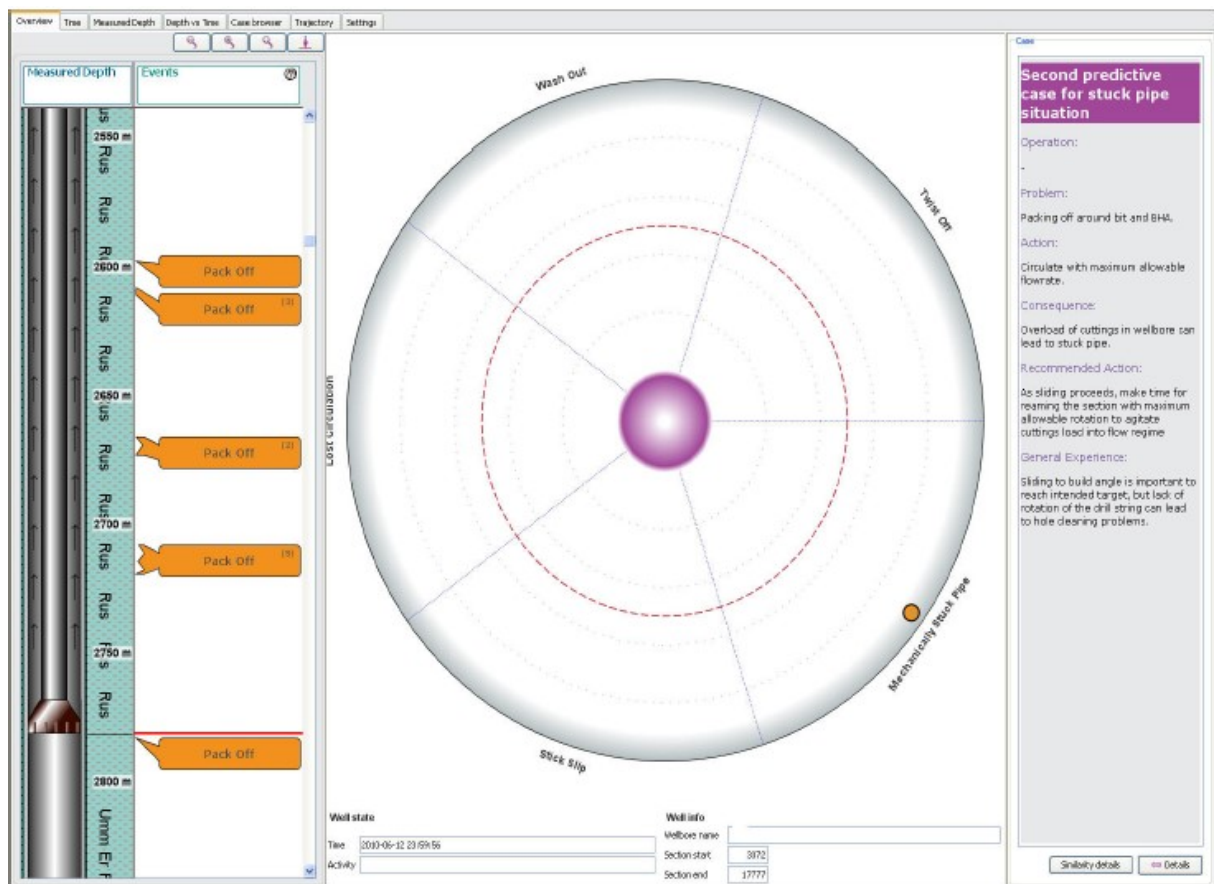 Overview Tree Measured Depth Depth vs Time Case browser Trajectory Settings
Measured Depth Events
2550 m
Rus
Rus
Rus
2600 m
Pack Off
(3)
Pack Off
Rus
Rus
2650 m
Rus
(2)
Pack Off
Rus
Rus
2700 m
(5)
Pack Off
Rus
Rus
2750 m
Rus
Pack Off
2800 m
Umm Er
Wash Out
Twist Off
Lost Circulation
Mechanically Stuck Pipe
Stick Slip
Well state
Time 2010-06-12 23:59:56
Activity
Well info
Wellbore name
Section start 3872
Section end 17777
Case
Second predictive
case for stuck pipe
situation
Operation:
-
Problem:
Packing off around bit and BHA.
Action:
Circulate with maximum allowable
flowrate.
Consequence:
Overload of cuttings in wellbore can
lead to stuck pipe.
Recommended Action:
As sliding proceeds, make time for
reaming the section with maximum
allowable rotation to agitate
cuttings load into flow regime
General Experience:
Sliding to build angle is important to
reach intended target, but lack of
rotation of the drill string can lead
to hole cleaning problems.
Similarity details Details